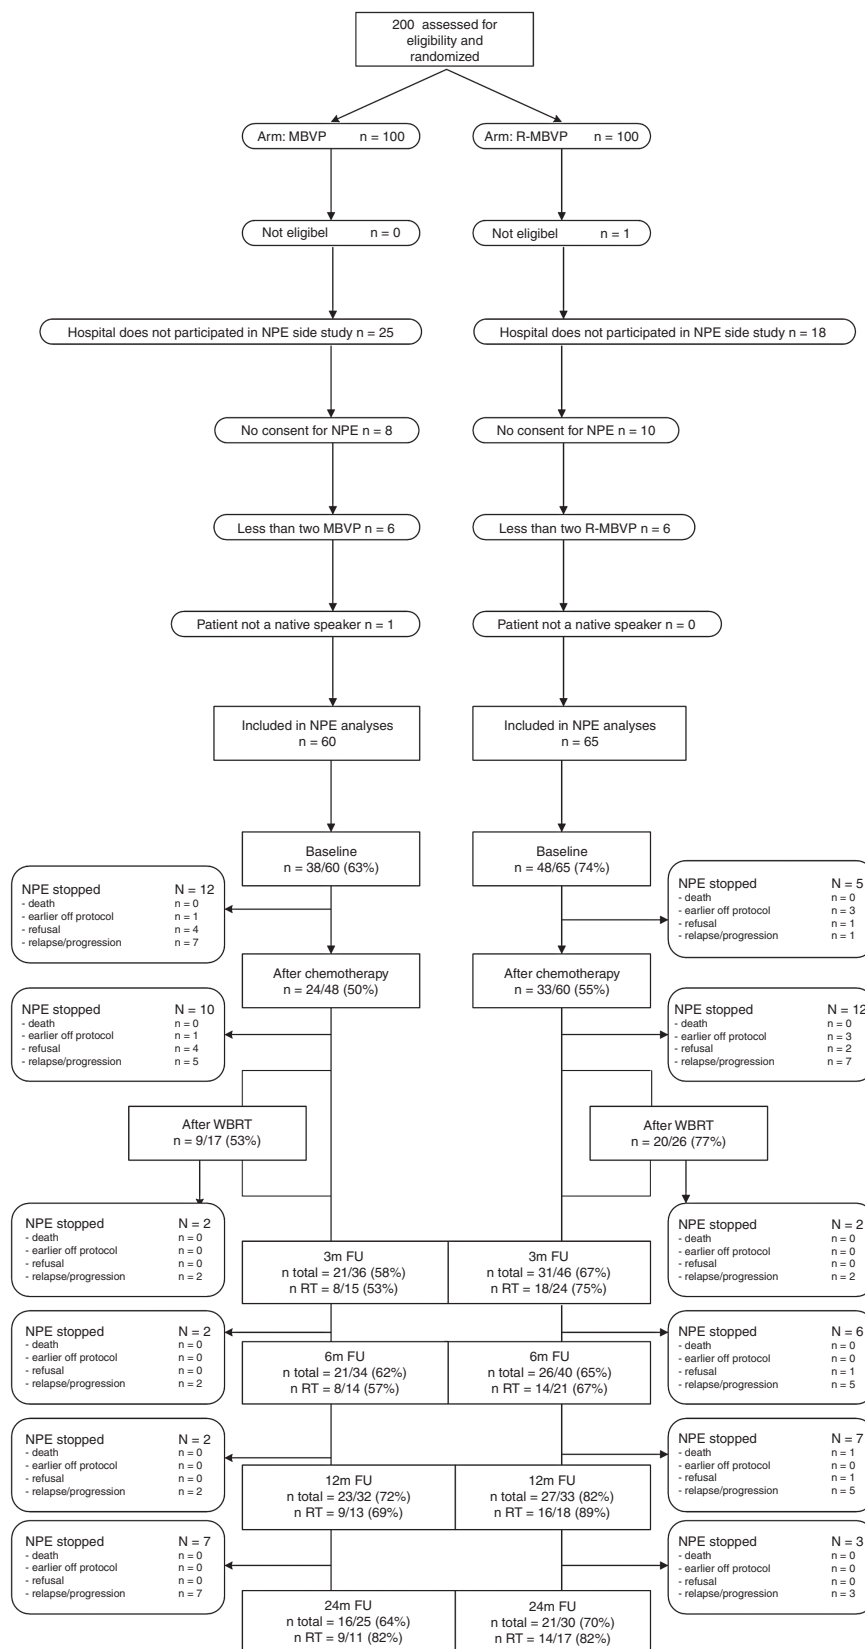 200 assessed for
eligibility and
randomized
Arm: MBVP n = 100
Arm: R-MBVP n = 100
Not eligibel n = 0
Not eligibel n = 1
Hospital does not participated in NPE side study n = 25
Hospital does not participated in NPE side study n = 18
No consent for NPE n = 8
No consent for NPE n = 10
Less than two MBVP n = 6
Less than two R-MBVP n = 6
Patient not a native speaker n = 1
Patient not a native speaker n = 0
Included in NPE analyses
n = 60
Included in NPE analyses
n = 65
Baseline
n = 38/60 (63%)
Baseline
n = 48/65 (74%)
NPE stopped N = 12
- death n = 0
- earlier off protocol n = 1
- refusal n = 4
- relapse/progression n = 7
NPE stopped N = 5
- death n = 0
- earlier off protocol n = 3
- refusal n = 1
- relapse/progression n = 1
After chemotherapy
n = 24/48 (50%)
After chemotherapy
n = 33/60 (55%)
NPE stopped N = 10
- death n = 0
- earlier off protocol n = 1
- refusal n = 4
- relapse/progression n = 5
NPE stopped N = 12
- death n = 0
- earlier off protocol n = 3
- refusal n = 2
- relapse/progression n = 7
After WBRT
n = 9/17 (53%)
After WBRT
n = 20/26 (77%)
NPE stopped N = 2
- death n = 0
- earlier off protocol n = 0
- refusal n = 0
- relapse/progression n = 2
NPE stopped N = 2
- death n = 0
- earlier off protocol n = 0
- refusal n = 0
- relapse/progression n = 2
3m FU
n total = 21/36 (58%)
n RT = 8/15 (53%)
3m FU
n total = 31/46 (67%)
n RT = 18/24 (75%)
NPE stopped N = 2
- death n = 0
- earlier off protocol n = 0
- refusal n = 0
- relapse/progression n = 2
NPE stopped N = 6
- death n = 0
- earlier off protocol n = 0
- refusal n = 1
- relapse/progression n = 5
6m FU
n total = 21/34 (62%)
n RT = 8/14 (57%)
6m FU
n total = 26/40 (65%)
n RT = 14/21 (67%)
NPE stopped N = 2
- death n = 0
- earlier off protocol n = 0
- refusal n = 0
- relapse/progression n = 2
NPE stopped N = 7
- death n = 1
- earlier off protocol n = 0
- refusal n = 1
- relapse/progression n = 5
12m FU
n total = 23/32 (72%)
n RT = 9/13 (69%)
12m FU
n total = 27/33 (82%)
n RT = 16/18 (89%)
NPE stopped N = 7
- death n = 0
- earlier off protocol n = 0
- refusal n = 0
- relapse/progression n = 7
NPE stopped N = 3
- death n = 0
- earlier off protocol n = 0
- refusal n = 0
- relapse/progression n = 3
24m FU
n total = 16/25 (64%)
n RT = 9/11 (82%)
24m FU
n total = 21/30 (70%)
n RT = 14/17 (82%)